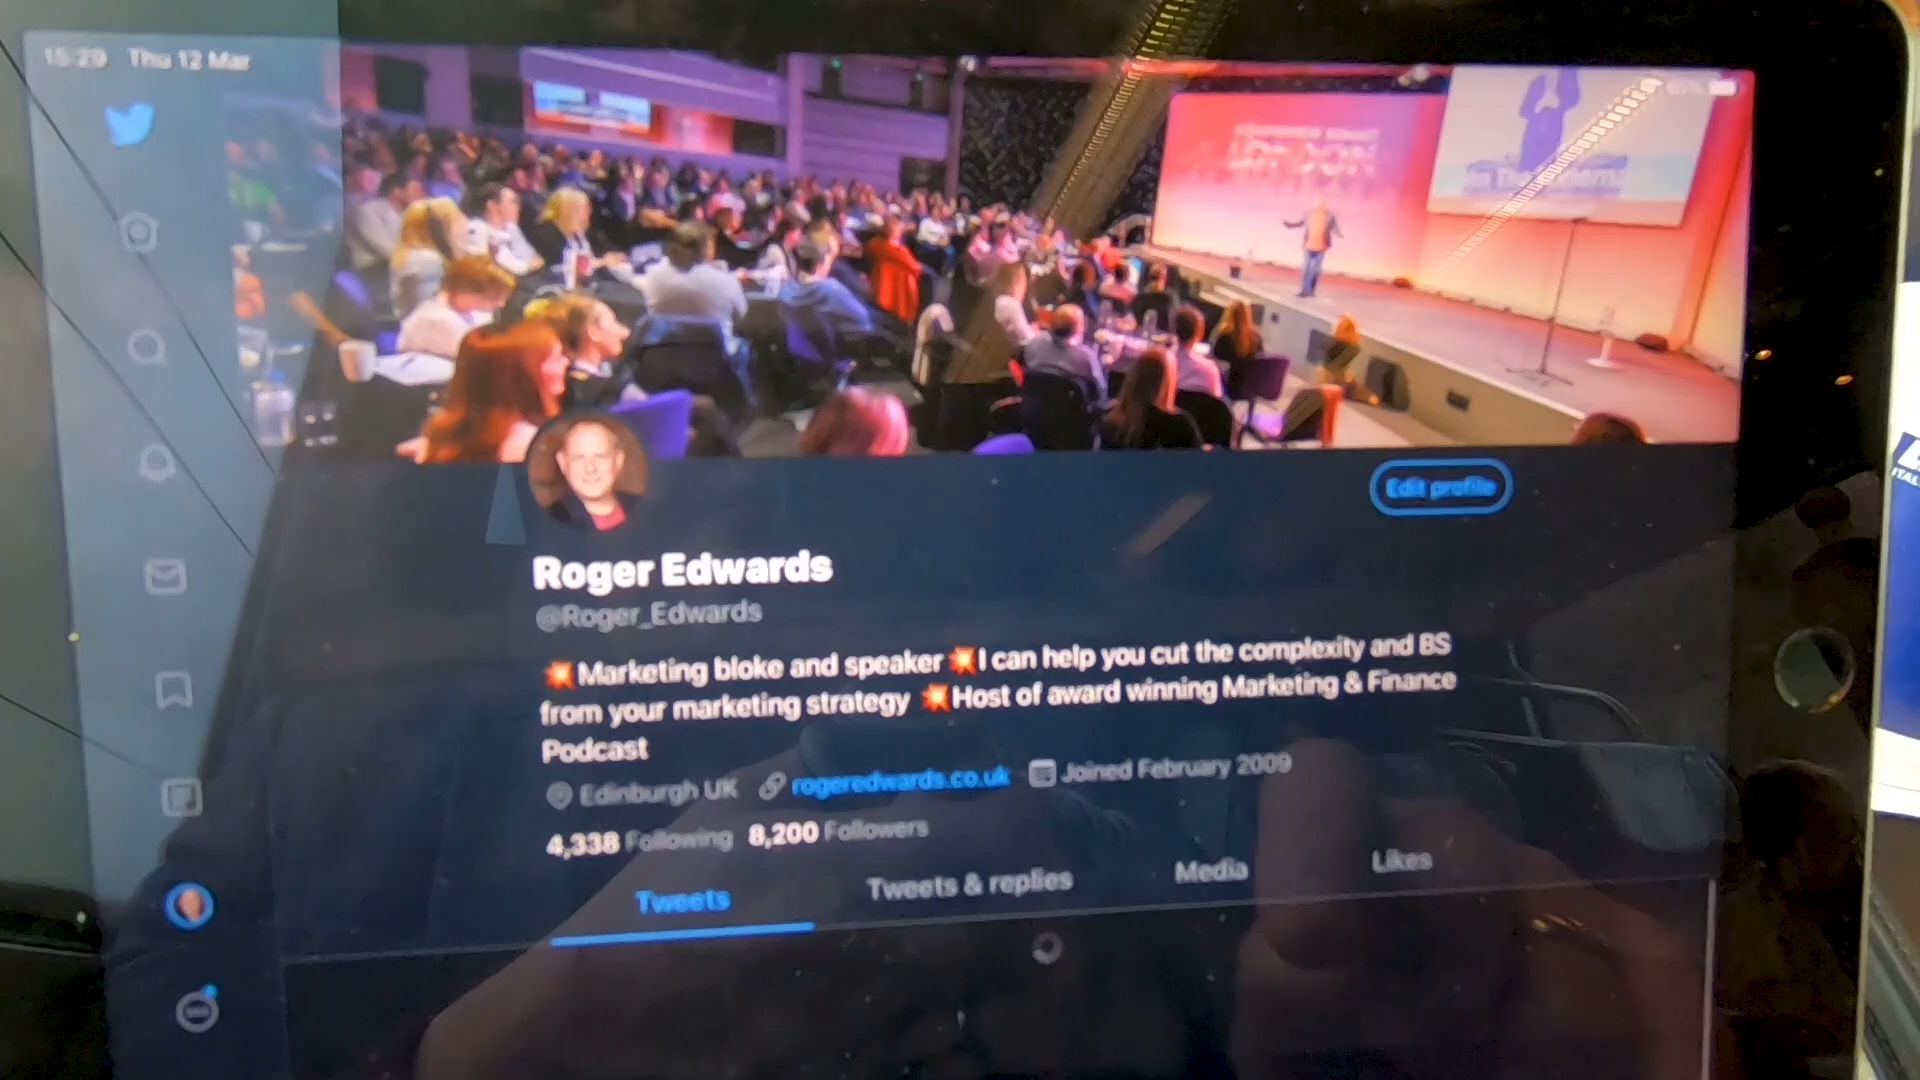 15:29 Thu 12 Mar
Edit profile
Roger Edwards
@Roger_Edwards
💥Marketing bloke and speaker 💥I can help you cut the complexity and BS
from your marketing strategy 💥Host of award winning Marketing & Finance
Podcast
Edinburgh UK rogeredwards.co.uk Joined February 2009
4,338 Following 8,200 Followers
Tweets Tweets & replies Media Likes